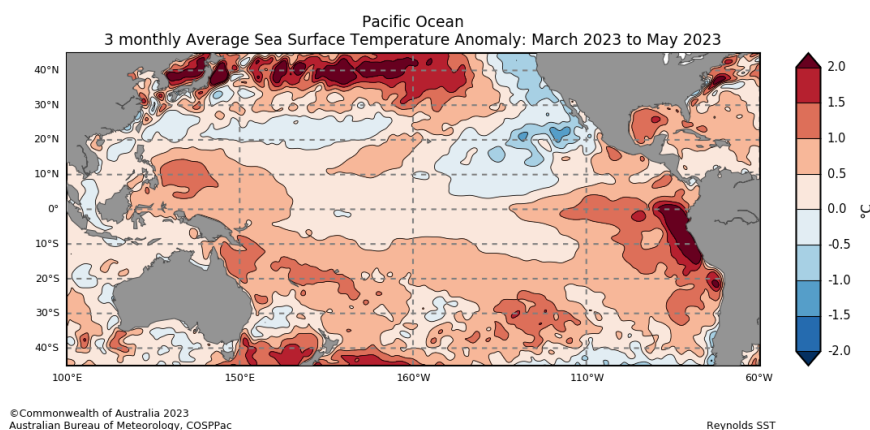 Pacific Ocean
3 monthly Average Sea Surface Temperature Anomaly: March 2023 to May 2023
40°N
30°N
20°N
10°N
0°
10°S
20°S
30°S
40°S
100°E
150°E
160°W
110°W
60°W
2.0
1.5
1.0
0.5
0.0
-0.5
-1.0
-1.5
-2.0
°C
©Commonwealth of Australia 2023
Australian Bureau of Meteorology, COSPPac
Reynolds SST